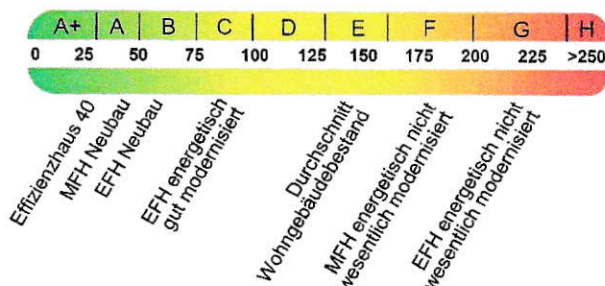 A+ A B C D E F G H
0 25 50 75 100 125 150 175 200 225 >250
Effizienzhaus 40
MFH Neubau
EFH Neubau
EFH energetisch
gut modernisiert
Durchschnitt
Wohngebäudebestand
MFH energetisch nicht
wesentlich modernisiert
EFH energetisch nicht
wesentlich modernisiert